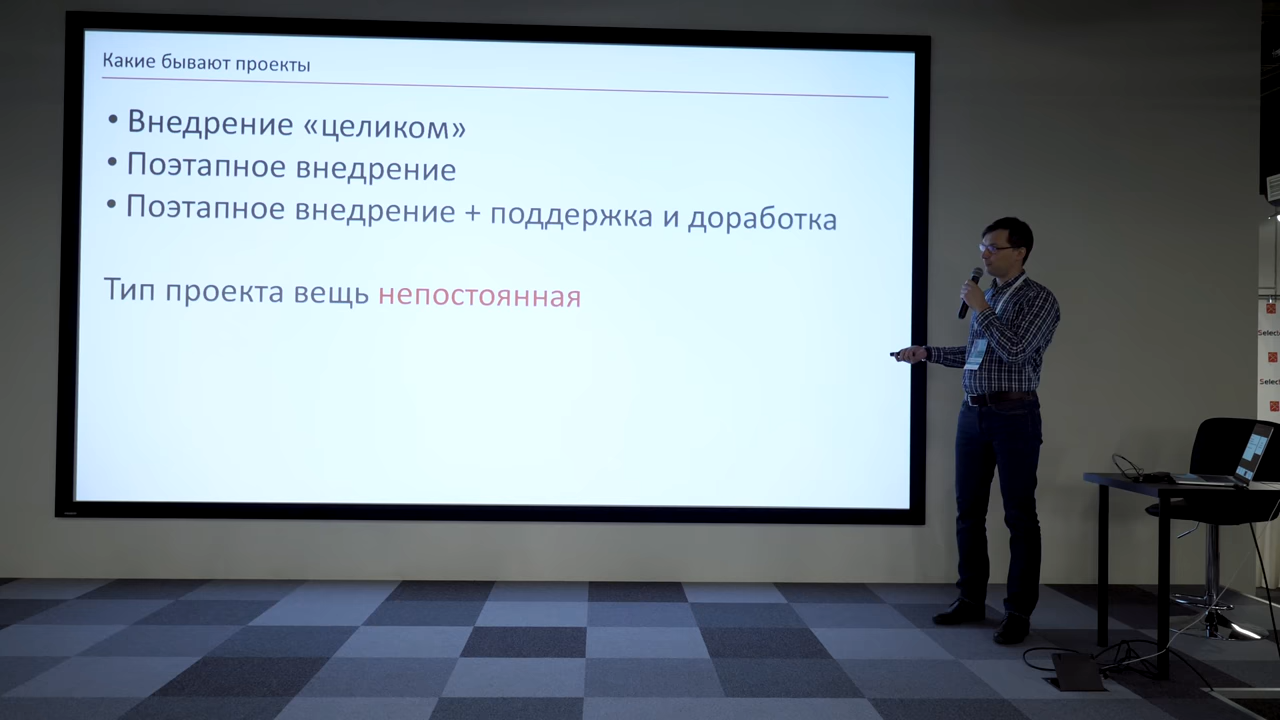 Какие бывают проекты
• Внедрение «целиком»
• Поэтапное внедрение
• Поэтапное внедрение + поддержка и доработка
Тип проекта вещь непостоянная